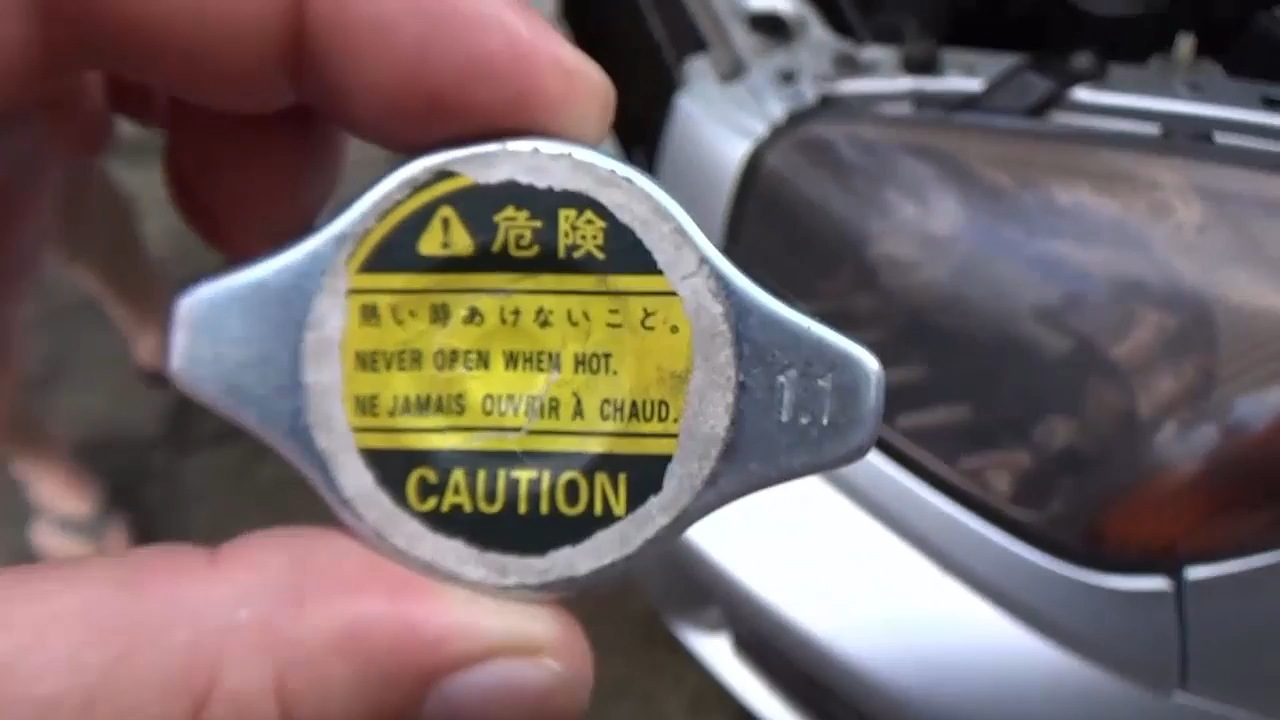 危険
熱い時あけないこと。
NEVER OPEN WHEN HOT.
NE JAMAIS OUVRIR À CHAUD.
CAUTION
1.1